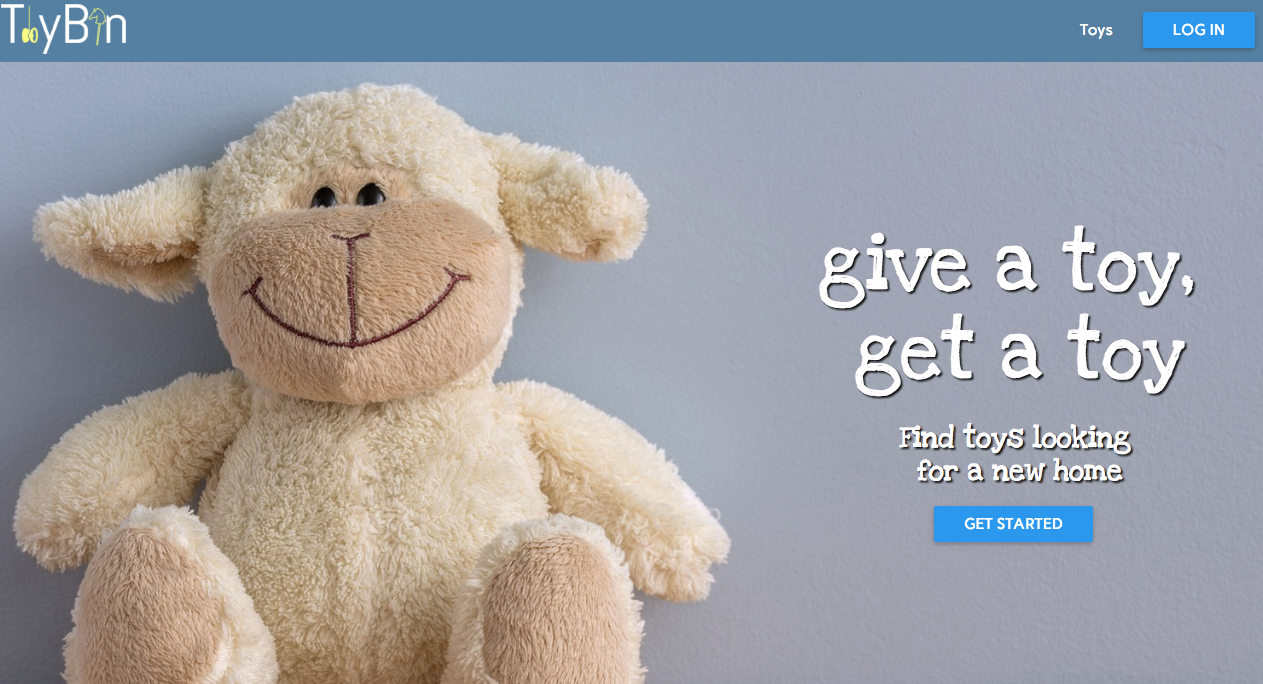 ToyBin
Toys
LOG IN
give a toy,
get a toy
Find toys looking
for a new home
GET STARTED